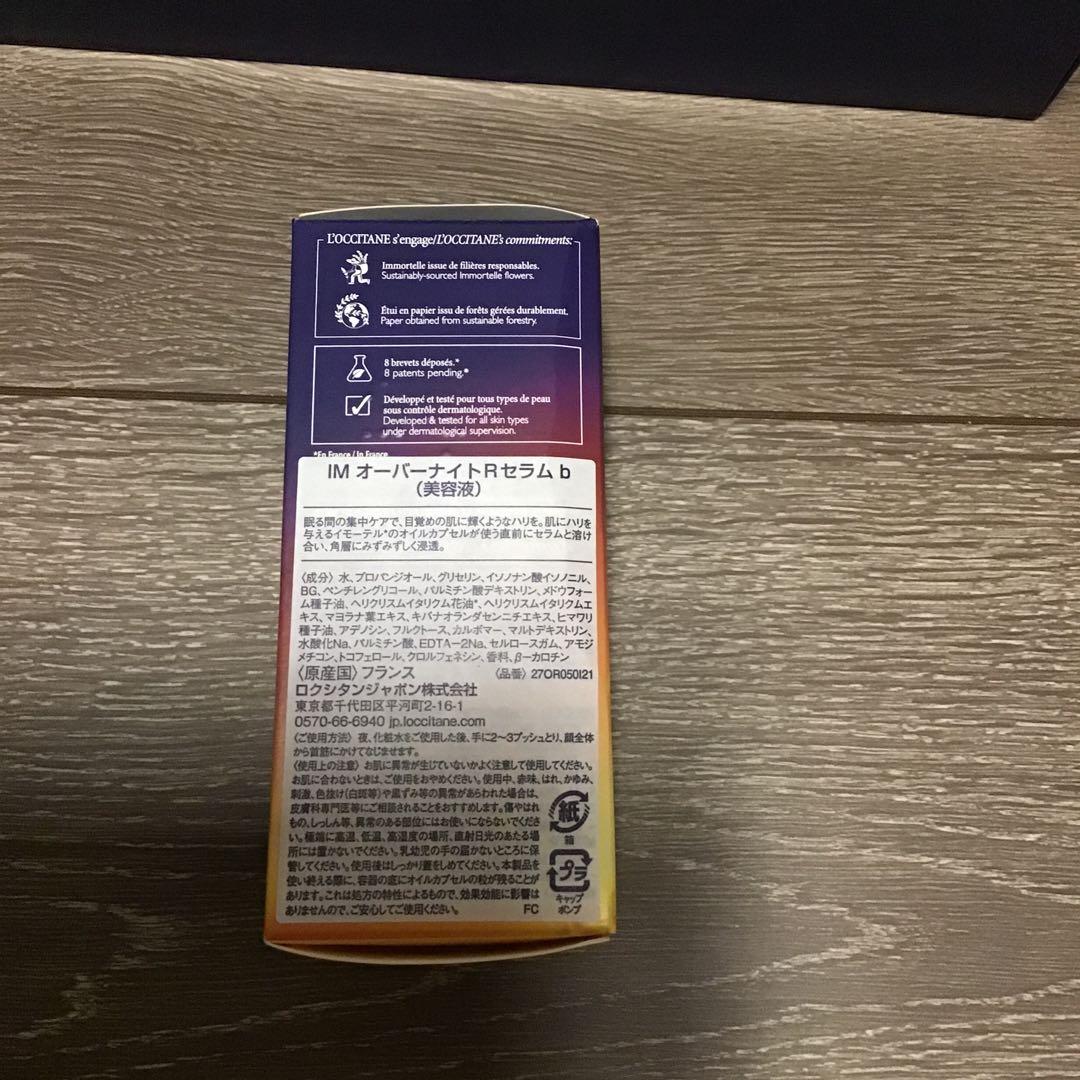 L'OCCITANE s'engage/L'OCCITANE's commitments:
Immortelle issue de filières responsables.
Sustainably-sourced Immortelle flowers.
Étui en papier issu de forêts gérées durablement.
Paper obtained from sustainable forestry.
8 brevets déposés.*
8 patents pending.*
Développé et testé pour tous types de peau
sous contrôle dermatologique.
Developed & tested for all skin types
under dermatological supervision.
*En France / In France
IM オーバーナイトRセラム b
（美容液）
眠る間の集中ケアで、目覚めの肌に輝くようなハリを。肌にハリを
与えるイモーテル*のオイルカプセルが使う直前にセラムと溶け
合い、角層にみずみずしく浸透。
〈成分〉水、プロパンジオール、グリセリン、イソノナン酸イソノニル、
BG、ペンチレングリコール、パルミチン酸デキストリン、メドウフォー
ム種子油、ヘリクリスムイタリクム花油*、ヘリクリスムイタリクムエ
キス、マヨラナ葉エキス、キバナオランダセンニチエキス、ヒマワリ
種子油、アデノシン、フルクトース、カルボマー、マルトデキストリン、
水酸化Na、パルミチン酸、EDTA－2Na、セルロースガム、アモジ
メチコン、トコフェロール、クロルフェネシン、香料、β－カロチン
〈原産国〉フランス 〈品番〉27OR050I21
ロクシタンジャポン株式会社
東京都千代田区平河町2-16-1
0570-66-6940 jp.loccitane.com
〈ご使用方法〉夜、化粧水をご使用した後、手に2〜3プッシュとり、顔全体
から首筋にかけてなじませます。
〈使用上の注意〉お肌に異常が生じていないかよく注意して使用してください。
お肌に合わないときは、ご使用をおやめください。使用中、赤味、はれ、かゆみ、
刺激、色抜け(白斑等)や黒ずみ等の異常があらわれた場合は、
皮膚科専門医等にご相談されることをおすすめします。傷やはれ
もの、しっしん等、異常のある部位にはお使いにならないでくださ
い。極端に高温、低温、高湿度の場所、直射日光のあたる場
所には置かないでください。乳幼児の手の届かないところに保
管してください。使用後はしっかり蓋をしめてください。本製品を
使い終える際に、容器の底にオイルカプセルの粒が残ることが
あります。これは処方の特性によるもので、効果効能に影響は
ありませんので、ご安心してご使用ください。 FC
紙
箱
プラ
キャップ
ポンプ